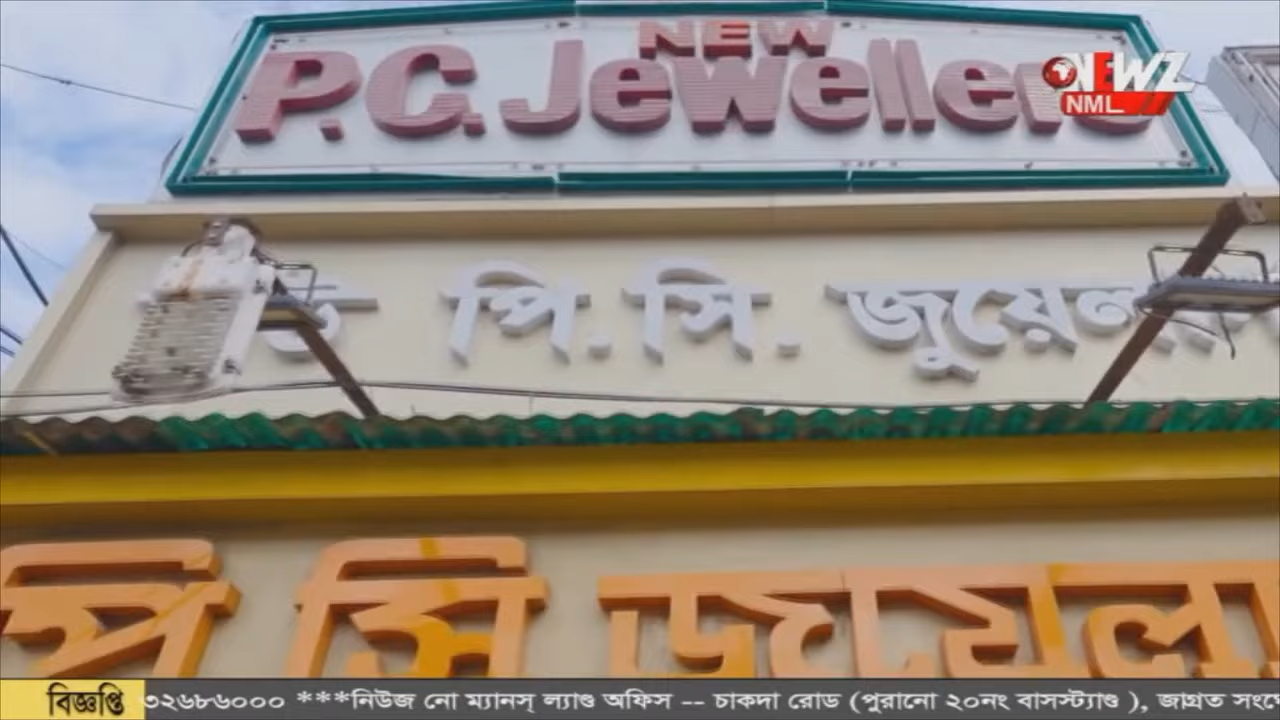 NEW
P.C. Jewellers
NEWZ
NML
পি. সি. জুয়েল
পি সি জুয়েলা
বিজ্ঞপ্তি ৩২৬৮৬০০০ ***নিউজ নো ম্যানস্ ল্যাণ্ড অফিস -- চাকদা রোড (পুরানো ২০নং বাসস্ট্যাণ্ড ), জাগ্রত সংঘে